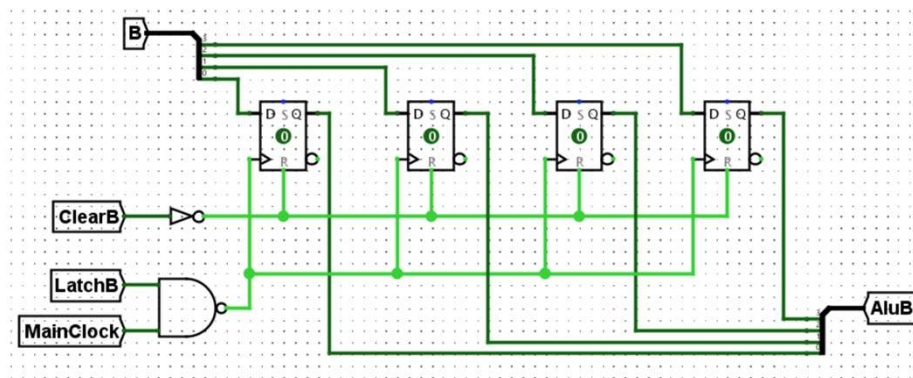 B
D S Q
0
R
D S Q
0
R
D S Q
0
R
D S Q
0
R
ClearB
LatchB
MainClock
AluB